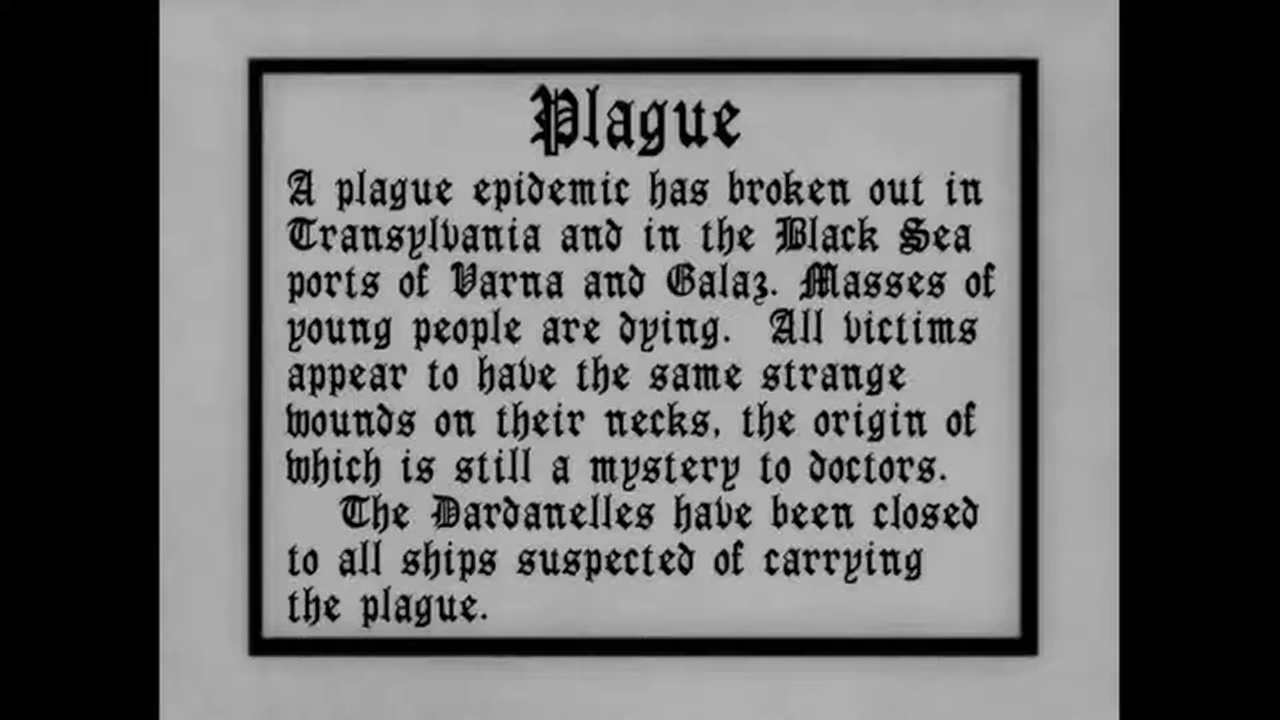 Plague
A plague epidemic has broken out in
Transylvania and in the Black Sea
ports of Varna and Galaz. Masses of
young people are dying. All victims
appear to have the same strange
wounds on their necks, the origin of
which is still a mystery to doctors.
The Dardanelles have been closed
to all ships suspected of carrying
the plague.